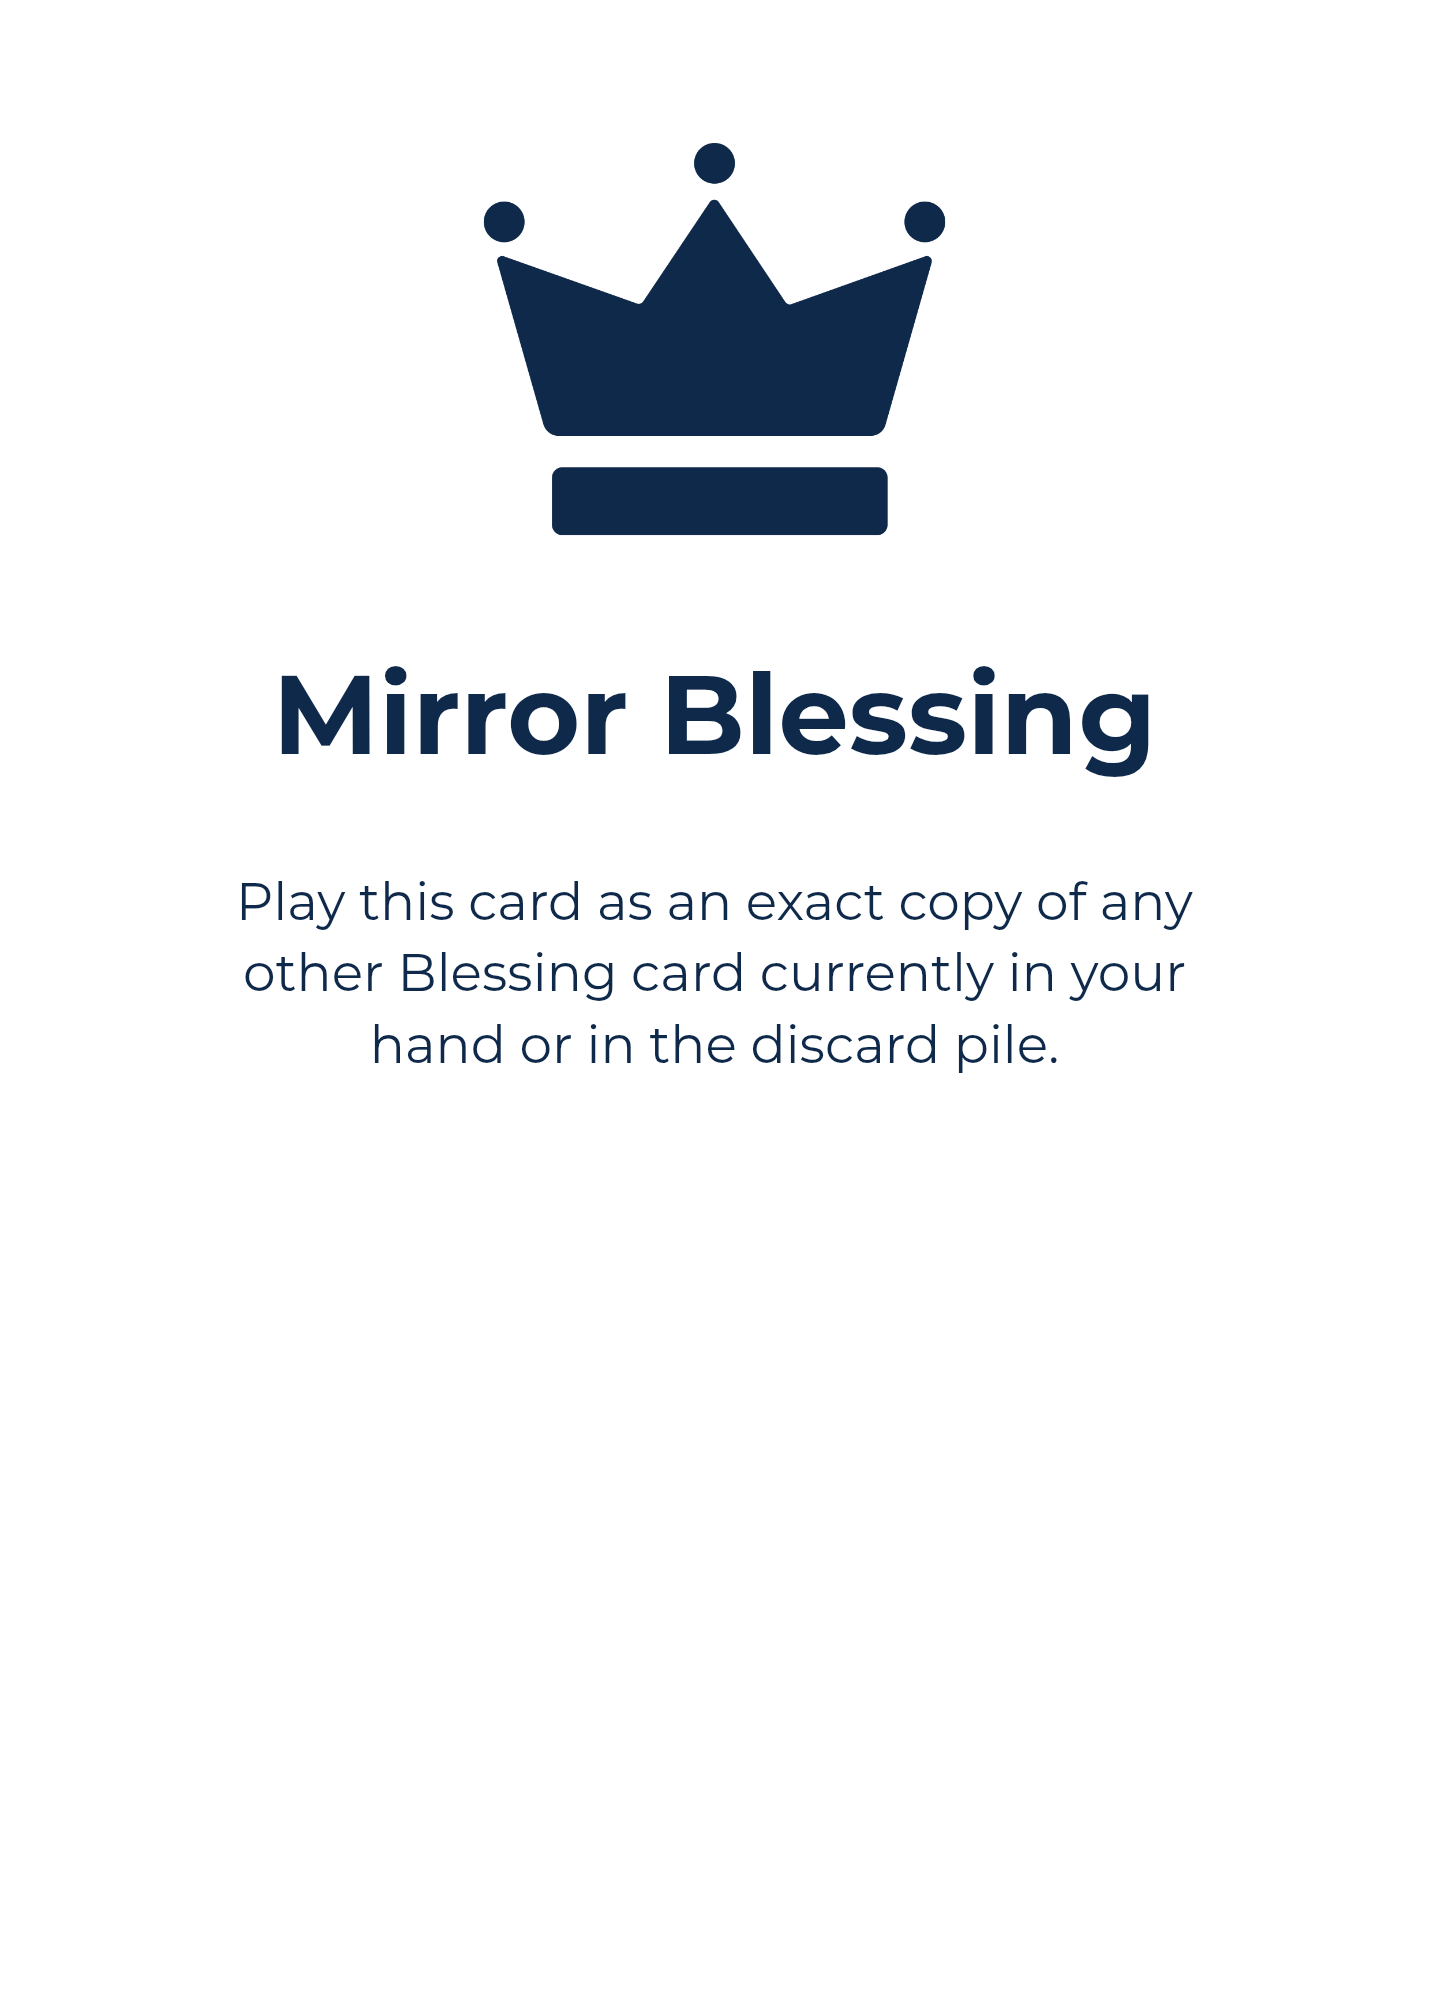 Mirror Blessing
Play this card as an exact copy of any
other Blessing card currently in your
hand or in the discard pile.